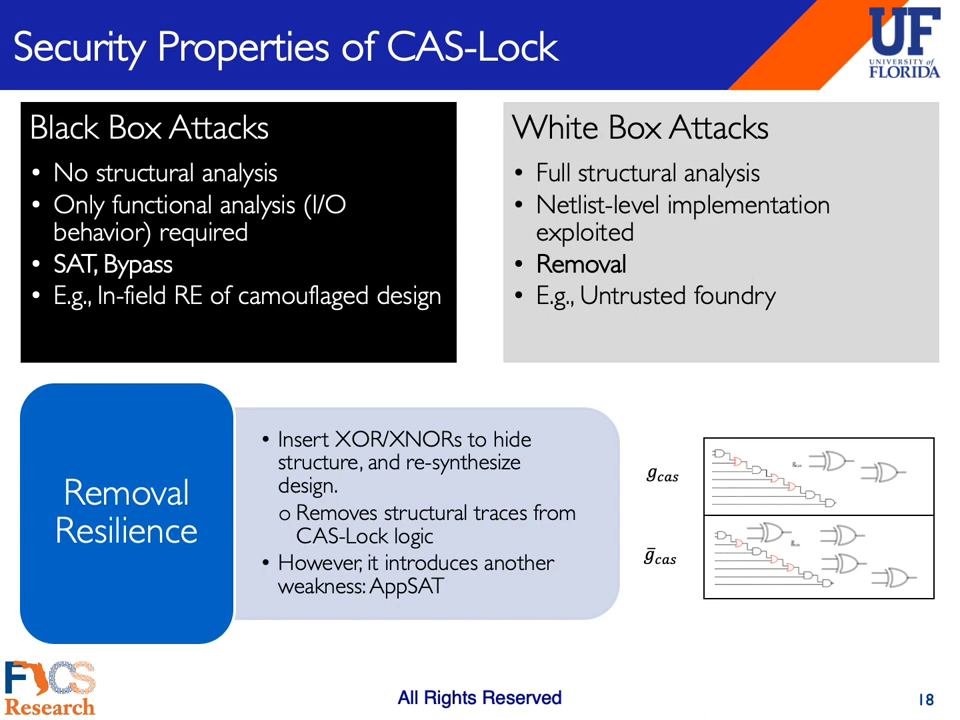 Security Properties of CAS-Lock
UF
UNIVERSITY of
FLORIDA
Black Box Attacks
• No structural analysis
• Only functional analysis (I/O
behavior) required
• SAT, Bypass
• E.g., In-field RE of camouflaged design
White Box Attacks
• Full structural analysis
• Netlist-level implementation
exploited
• Removal
• E.g., Untrusted foundry
Removal
Resilience
• Insert XOR/XNORs to hide
structure, and re-synthesize
design.
o Removes structural traces from
CAS-Lock logic
• However, it introduces another
weakness: AppSAT
g_cas
ḡ_cas
FICS
Research
All Rights Reserved
18